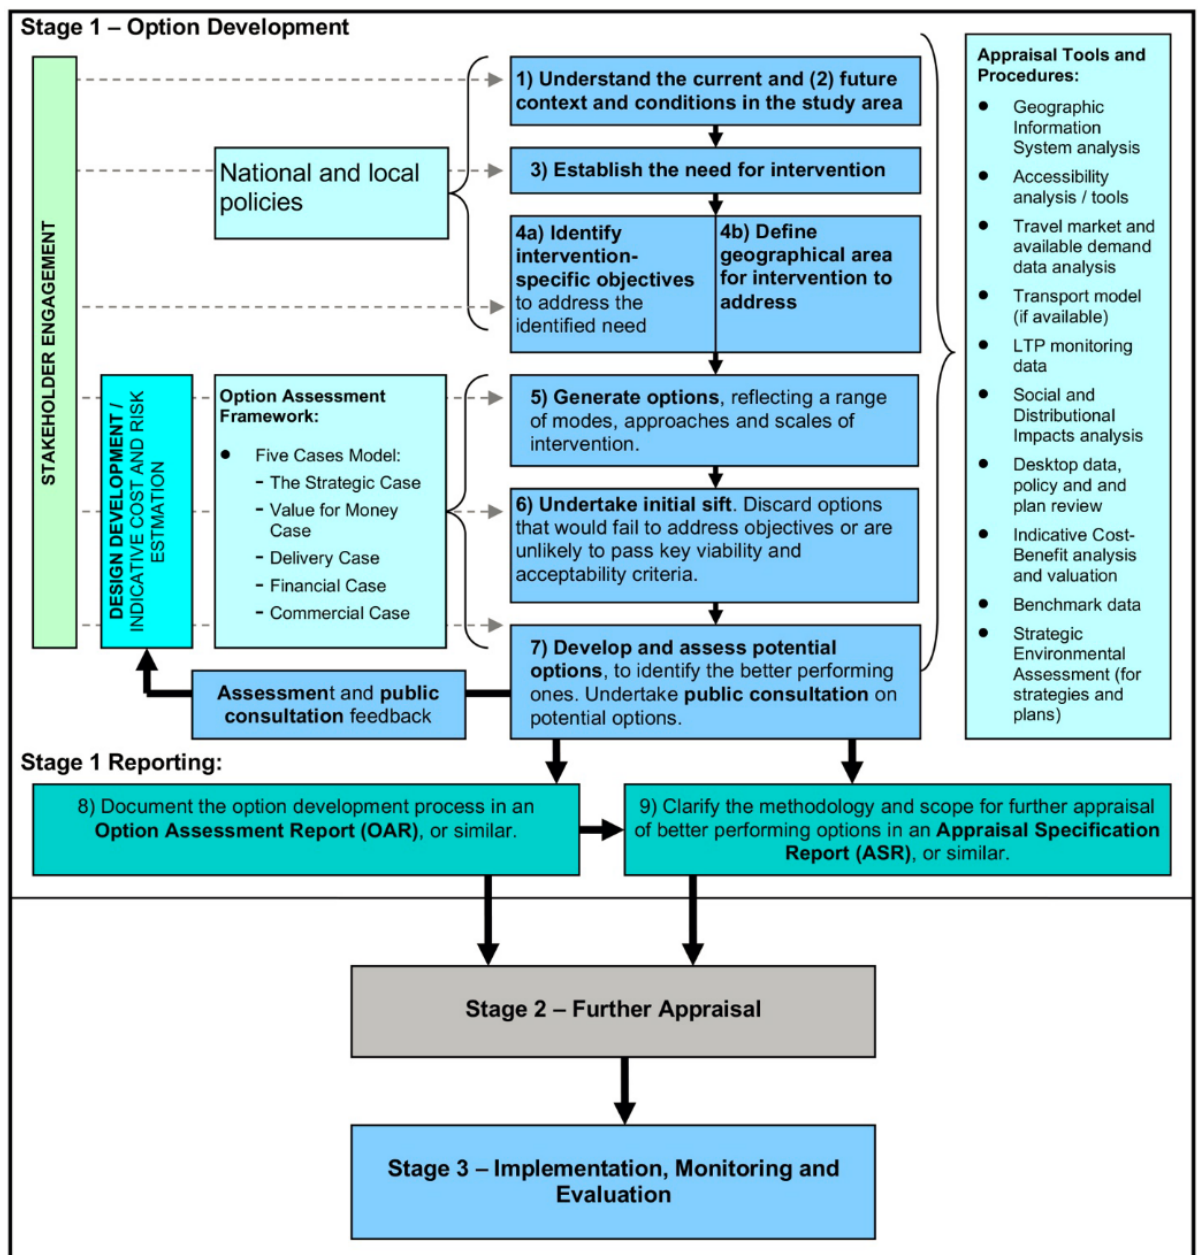 Stage 1 – Option Development
STAKEHOLDER ENGAGEMENT
1) Understand the current and (2) future
context and conditions in the study area
National and local
policies
3) Establish the need for intervention
4a) Identify
intervention-
specific objectives
to address the
identified need
4b) Define
geographical area
for intervention to
address
DESIGN DEVELOPMENT /
INDICATIVE COST AND RISK
ESTMATION
Option Assessment
Framework:
● Five Cases Model:
- The Strategic Case
- Value for Money
Case
- Delivery Case
- Financial Case
- Commercial Case
5) Generate options, reflecting a range
of modes, approaches and scales of
intervention.
6) Undertake initial sift. Discard options
that would fail to address objectives or are
unlikely to pass key viability and
acceptability criteria.
7) Develop and assess potential
options, to identify the better performing
ones. Undertake public consultation on
potential options.
Assessment and public
consultation feedback
Appraisal Tools and
Procedures:
● Geographic
Information
System analysis
● Accessibility
analysis / tools
● Travel market and
available demand
data analysis
● Transport model
(if available)
● LTP monitoring
data
● Social and
Distributional
Impacts analysis
● Desktop data,
policy and and
plan review
● Indicative Cost-
Benefit analysis
and valuation
● Benchmark data
● Strategic
Environmental
Assessment (for
strategies and
plans)
Stage 1 Reporting:
8) Document the option development process in an
Option Assessment Report (OAR), or similar.
9) Clarify the methodology and scope for further appraisal
of better performing options in an Appraisal Specification
Report (ASR), or similar.
Stage 2 – Further Appraisal
Stage 3 – Implementation, Monitoring and
Evaluation